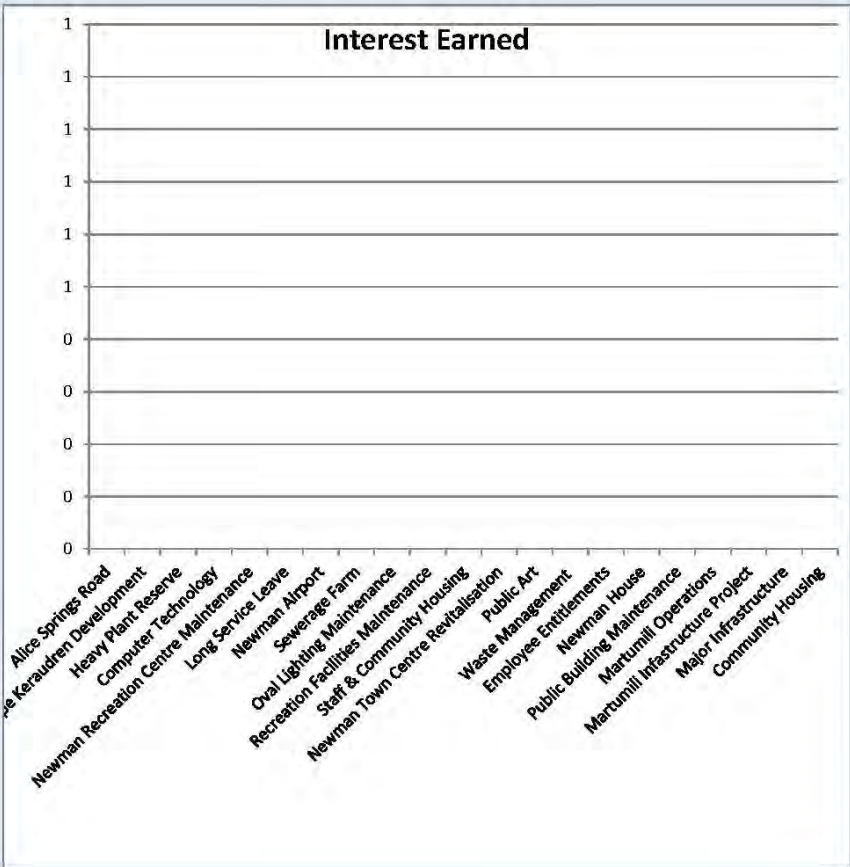 Interest Earned
1
1
1
1
1
1
0
0
0
0
0
Alice Springs Road
Keraudren Development
Heavy Plant Reserve
Computer Technology
Newman Recreation Centre Maintenance
Long Service Leave
Newman Airport
Sewerage Farm
Oval Lighting Maintenance
Recreation Facilities Maintenance
Staff & Community Housing
Newman Town Centre Revitalisation
Public Art
Waste Management
Employee Entitlements
Newman House
Public Building Maintenance
Martumili Operations
Martumili Infrastructure Project
Major Infrastructure
Community Housing